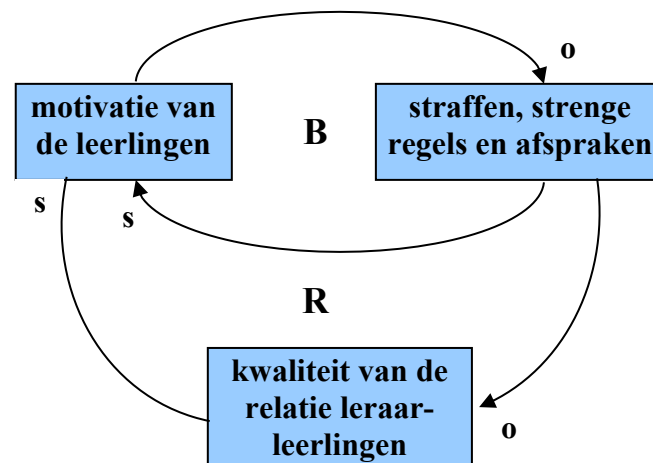 o
motivatie van
de leerlingen
B
straffen, strenge
regels en afspraken
s
s
R
kwaliteit van de
relatie leraar-
leerlingen
o